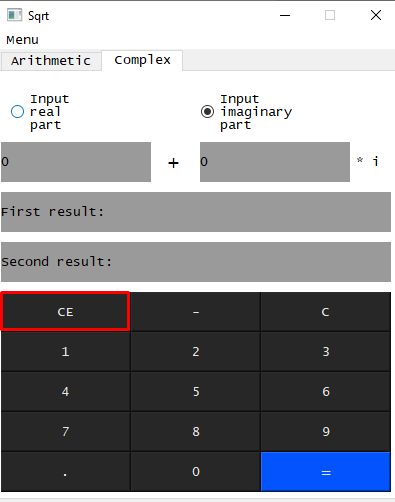 Sqrt
Menu
Arithmetic Complex
Input real part
Input imaginary part
0 + 0 * i
First result:
Second result:
CE - C
1 2 3
4 5 6
7 8 9
. 0 =